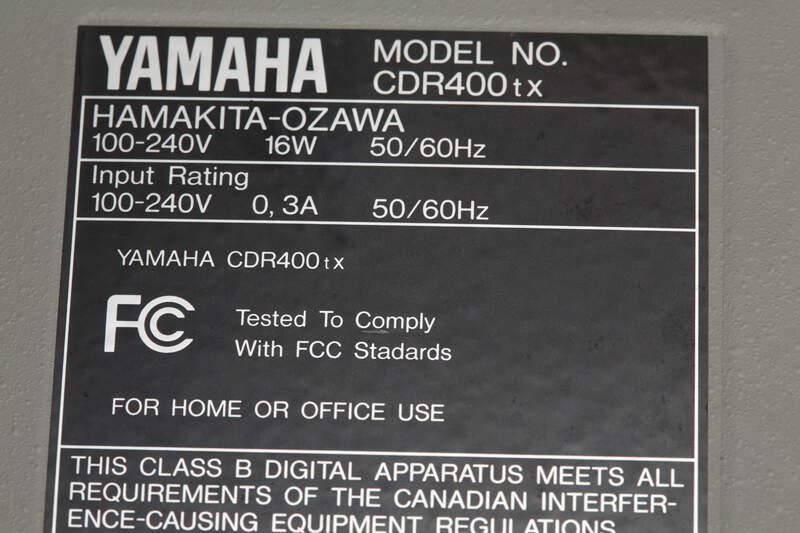 YAMAHA MODEL NO.
CDR400tx
HAMAKITA-OZAWA
100-240V 16W 50/60Hz
Input Rating
100-240V 0,3A 50/60Hz
YAMAHA CDR400tx
FC Tested To Comply
With FCC Stadards
FOR HOME OR OFFICE USE
THIS CLASS B DIGITAL APPARATUS MEETS ALL
REQUIREMENTS OF THE CANADIAN INTERFER-
ENCE-CAUSING EQUIPMENT REGULATIONS